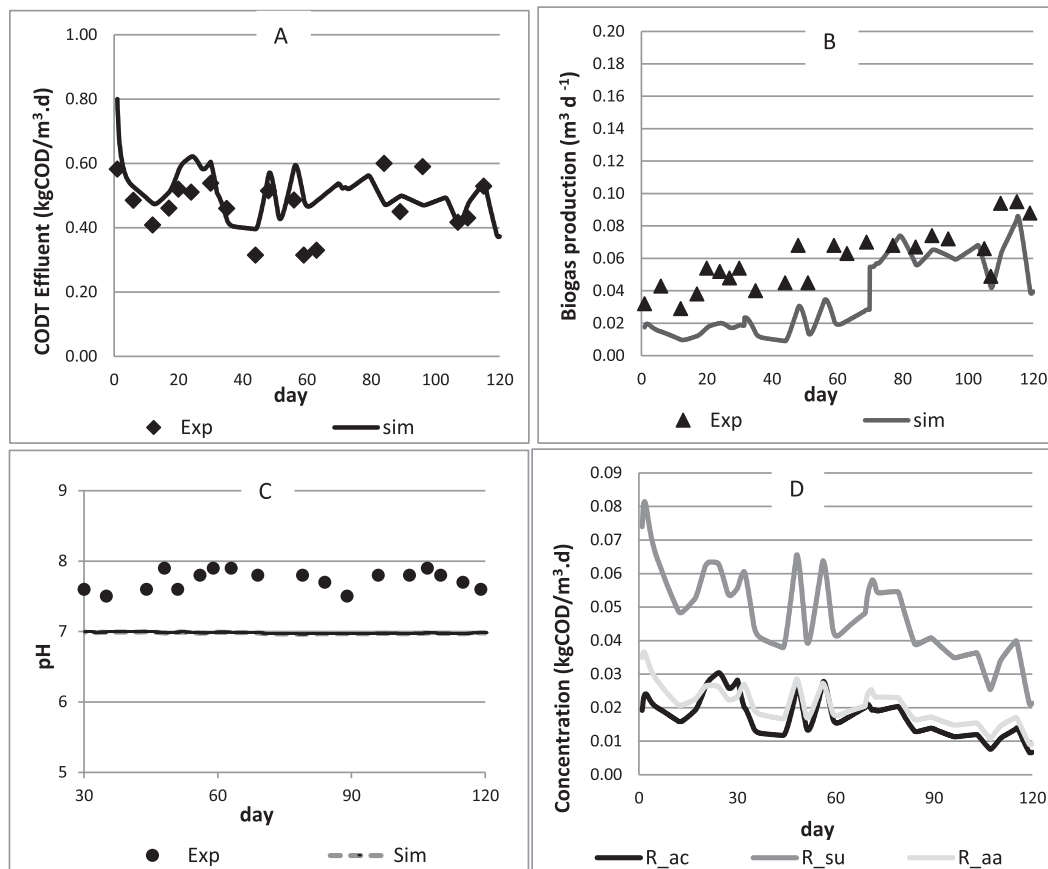 A
CODT Effluent (kgCOD/m³.d)
1.00
0.80
0.60
0.40
0.20
0.00
0 20 40 60 80 100 120
day
Exp sim
B
Biogas production (m³ d ⁻¹)
0.20
0.18
0.16
0.14
0.12
0.10
0.08
0.06
0.04
0.02
0.00
0 20 40 60 80 100 120
day
Exp sim
C
pH
9
8
7
6
5
30 60 90 120
day
Exp Sim
D
Concentration (kgCOD/m³.d)
0.09
0.08
0.07
0.06
0.05
0.04
0.03
0.02
0.01
0.00
0 30 60 90 120
day
R_ac R_su R_aa